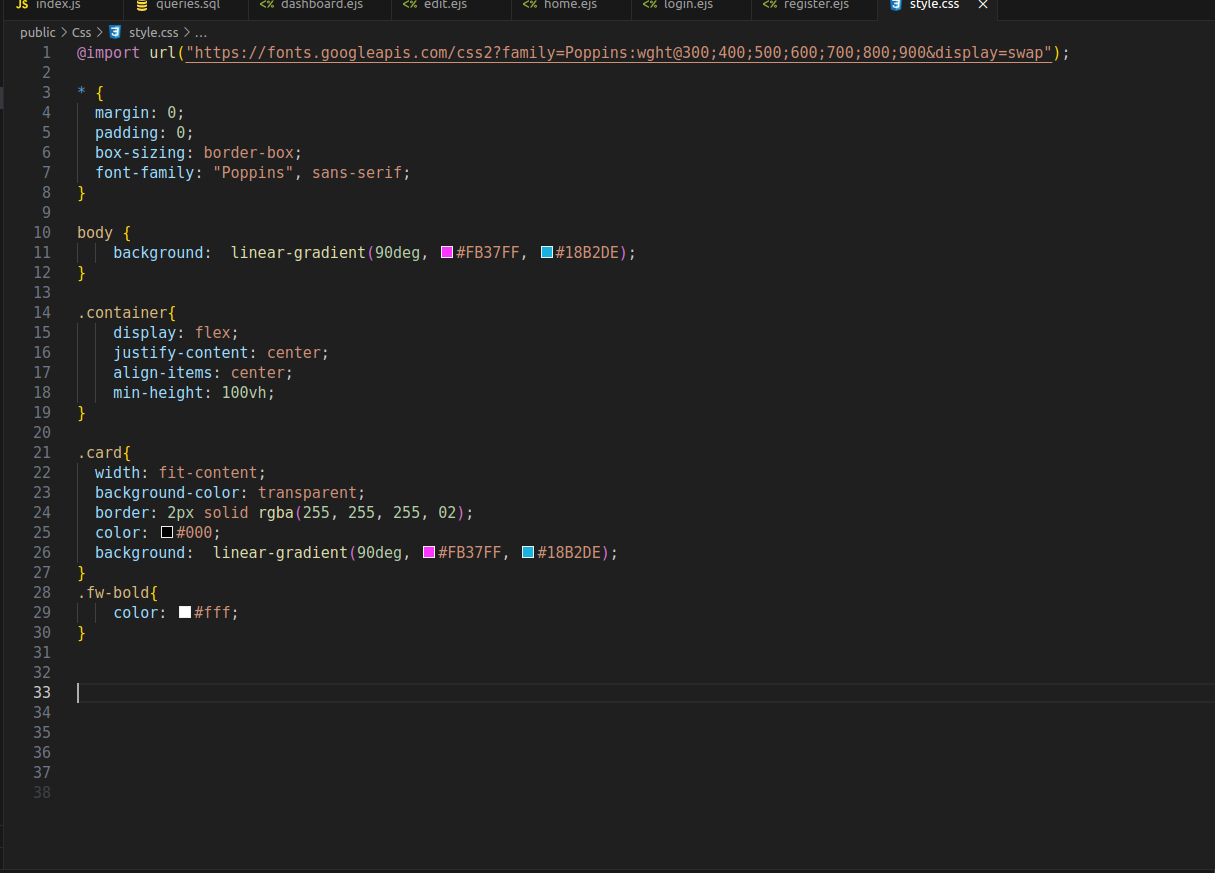 JS index.js queries.sql <% dashboard.ejs <% edit.ejs <% home.ejs <% login.ejs <% register.ejs style.css ×
public > Css > style.css > ...
1 @import url("https://fonts.googleapis.com/css2?family=Poppins:wght@300;400;500;600;700;800;900&display=swap");
2
3 * {
4 margin: 0;
5 padding: 0;
6 box-sizing: border-box;
7 font-family: "Poppins", sans-serif;
8 }
9
10 body {
11 background:  linear-gradient(90deg, #FB37FF, #18B2DE);
12 }
13
14 .container{
15 display: flex;
16 justify-content: center;
17 align-items: center;
18 min-height: 100vh;
19 }
20
21 .card{
22 width: fit-content;
23 background-color: transparent;
24 border: 2px solid rgba(255, 255, 255, 02);
25 color: #000;
26 background:  linear-gradient(90deg, #FB37FF, #18B2DE);
27 }
28 .fw-bold{
29 color: #fff;
30 }
31
32
33
34
35
36
37
38